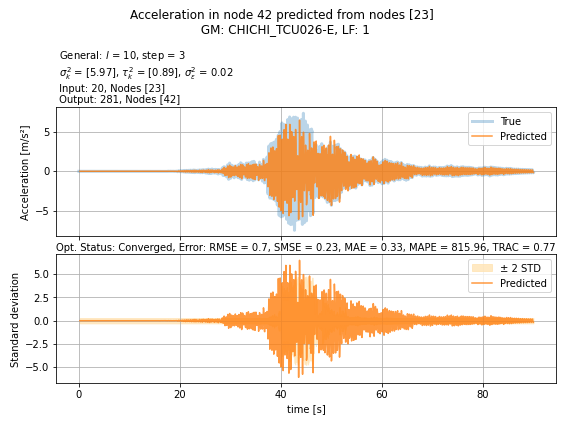 Acceleration in node 42 predicted from nodes [23]
GM: CHICHI_TCU026-E, LF: 1
General: l = 10, step = 3
σ²ₖ = [5.97], τ²ₖ = [0.89], σ²ε = 0.02
Input: 20, Nodes [23]
Output: 281, Nodes [42]
Acceleration [m/s²]
5
0
−5
True
Predicted
Opt. Status: Converged, Error: RMSE = 0.7, SMSE = 0.23, MAE = 0.33, MAPE = 815.96, TRAC = 0.77
Standard deviation
5.0
2.5
0.0
−2.5
−5.0
± 2 STD
Predicted
0 20 40 60 80
time [s]